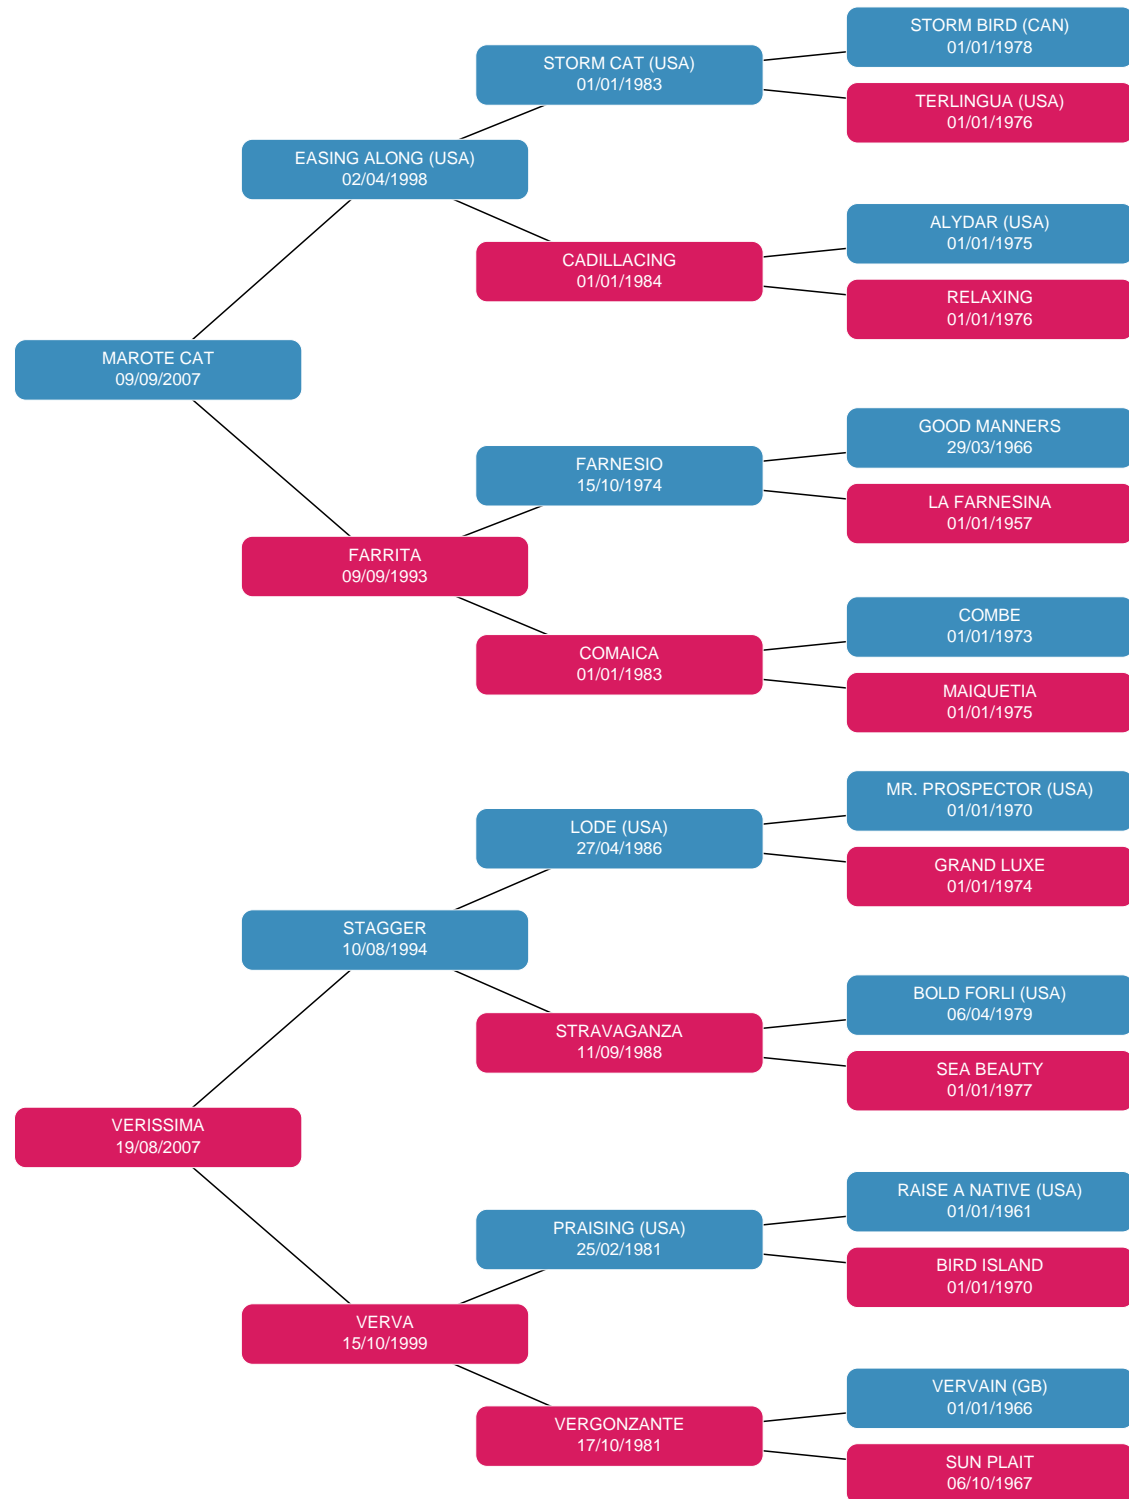 STORM BIRD (CAN)
01/01/1978
STORM CAT (USA)
01/01/1983
TERLINGUA (USA)
01/01/1976
EASING ALONG (USA)
02/04/1998
ALYDAR (USA)
01/01/1975
CADILLACING
01/01/1984
RELAXING
01/01/1976
MAROTE CAT
09/09/2007
GOOD MANNERS
29/03/1966
FARNESIO
15/10/1974
LA FARNESINA
01/01/1957
FARRITA
09/09/1993
COMBE
01/01/1973
COMAICA
01/01/1983
MAIQUETIA
01/01/1975
MR. PROSPECTOR (USA)
01/01/1970
LODE (USA)
27/04/1986
GRAND LUXE
01/01/1974
STAGGER
10/08/1994
BOLD FORLI (USA)
06/04/1979
STRAVAGANZA
11/09/1988
SEA BEAUTY
01/01/1977
VERISSIMA
19/08/2007
RAISE A NATIVE (USA)
01/01/1961
PRAISING (USA)
25/02/1981
BIRD ISLAND
01/01/1970
VERVA
15/10/1999
VERVAIN (GB)
01/01/1966
VERGONZANTE
17/10/1981
SUN PLAIT
06/10/1967